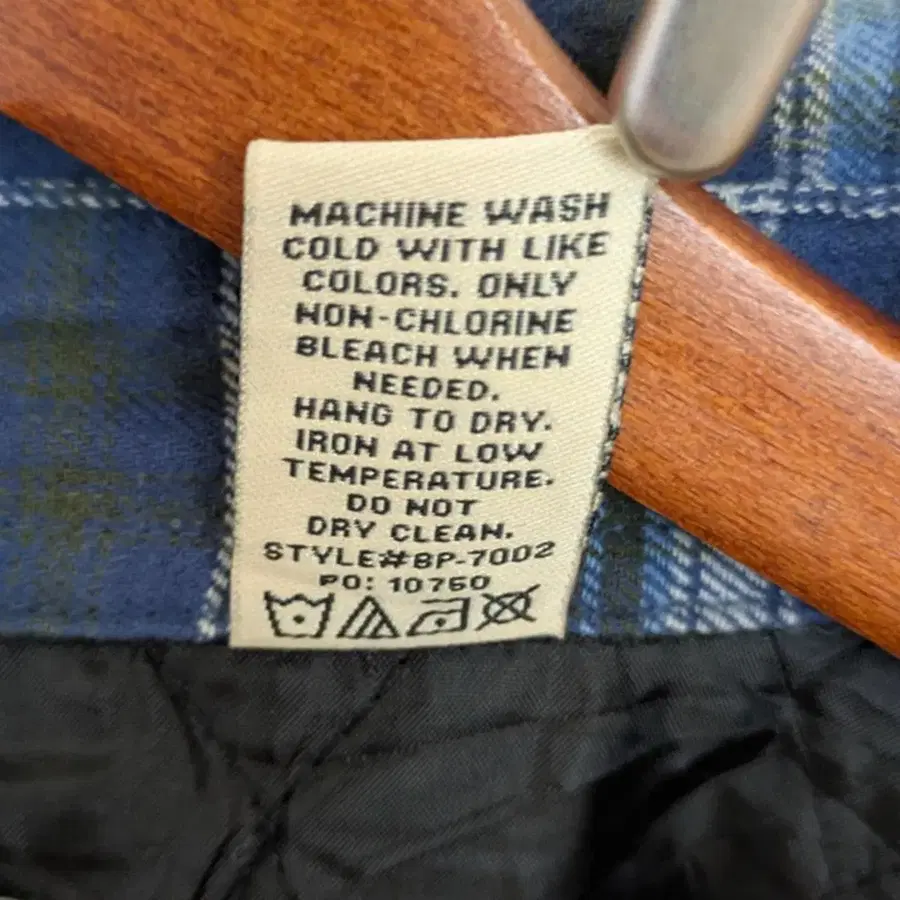 MACHINE WASH
COLD WITH LIKE
COLORS. ONLY
NON-CHLORINE
BLEACH WHEN
NEEDED.
HANG TO DRY.
IRON AT LOW
TEMPERATURE.
DO NOT
DRY CLEAN.
STYLE#BP-7002
PO: 10760